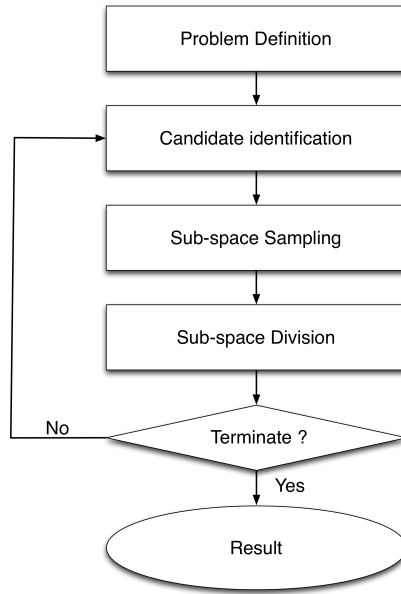 Problem Definition
Candidate identification
Sub-space Sampling
Sub-space Division
Terminate ?
No
Yes
Result